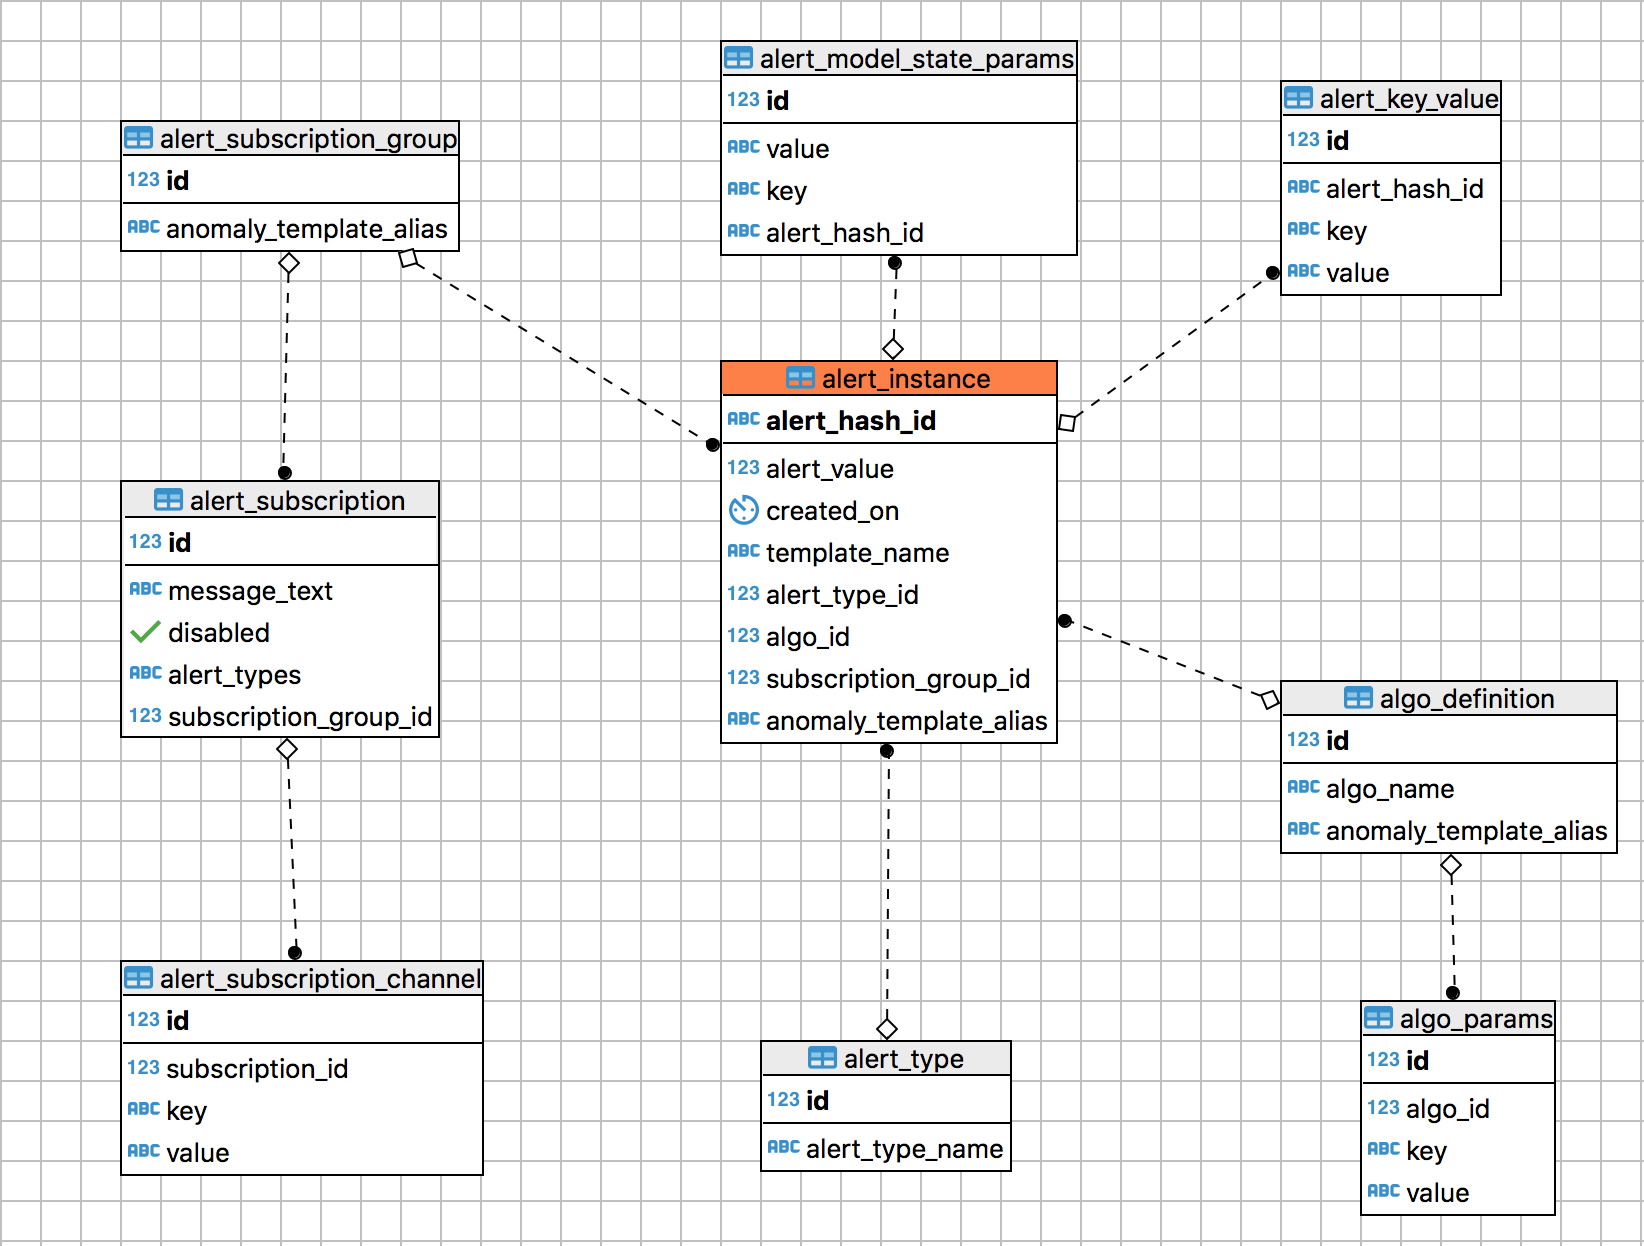 alert_model_state_params
123 id
ABC value
ABC key
ABC alert_hash_id
alert_key_value
123 id
ABC alert_hash_id
ABC key
ABC value
alert_subscription_group
123 id
ABC anomaly_template_alias
alert_instance
ABC alert_hash_id
123 alert_value
created_on
ABC template_name
123 alert_type_id
123 algo_id
123 subscription_group_id
ABC anomaly_template_alias
alert_subscription
123 id
ABC message_text
disabled
ABC alert_types
123 subscription_group_id
algo_definition
123 id
ABC algo_name
ABC anomaly_template_alias
alert_subscription_channel
123 id
123 subscription_id
ABC key
ABC value
alert_type
123 id
ABC alert_type_name
algo_params
123 id
123 algo_id
ABC key
ABC value